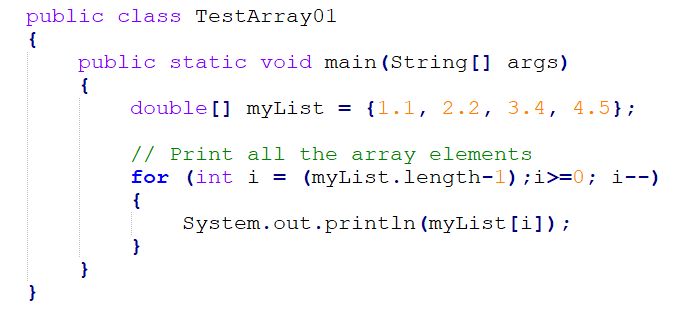 public class TestArray01
{
public static void main(String[] args)
{
double[] myList = {1.1, 2.2, 3.4, 4.5};
// Print all the array elements
for (int i = (myList.length-1);i>=0; i--)
{
System.out.println(myList[i]);
}
}
}